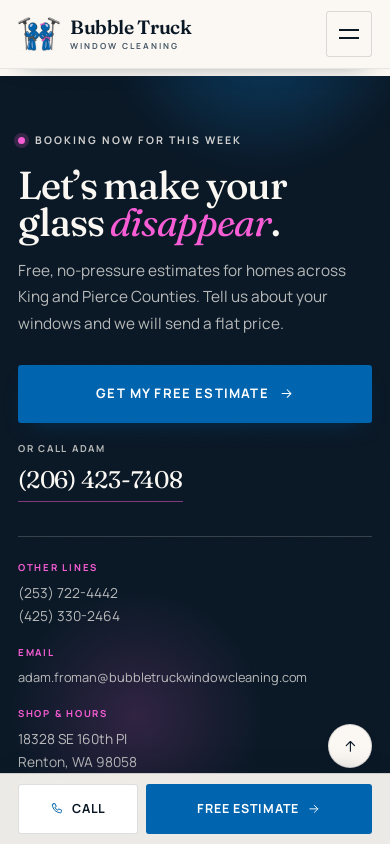 Bubble Truck
WINDOW CLEANING
BOOKING NOW FOR THIS WEEK
Let’s make your
glass disappear.
Free, no-pressure estimates for homes across
King and Pierce Counties. Tell us about your
windows and we will send a flat price.
GET MY FREE ESTIMATE →
OR CALL ADAM
(206) 423-7408
OTHER LINES
(253) 722-4442
(425) 330-2464
EMAIL
adam.froman@bubbletruckwindowcleaning.com
SHOP & HOURS
18328 SE 160th Pl
Renton, WA 98058
CALL
FREE ESTIMATE →